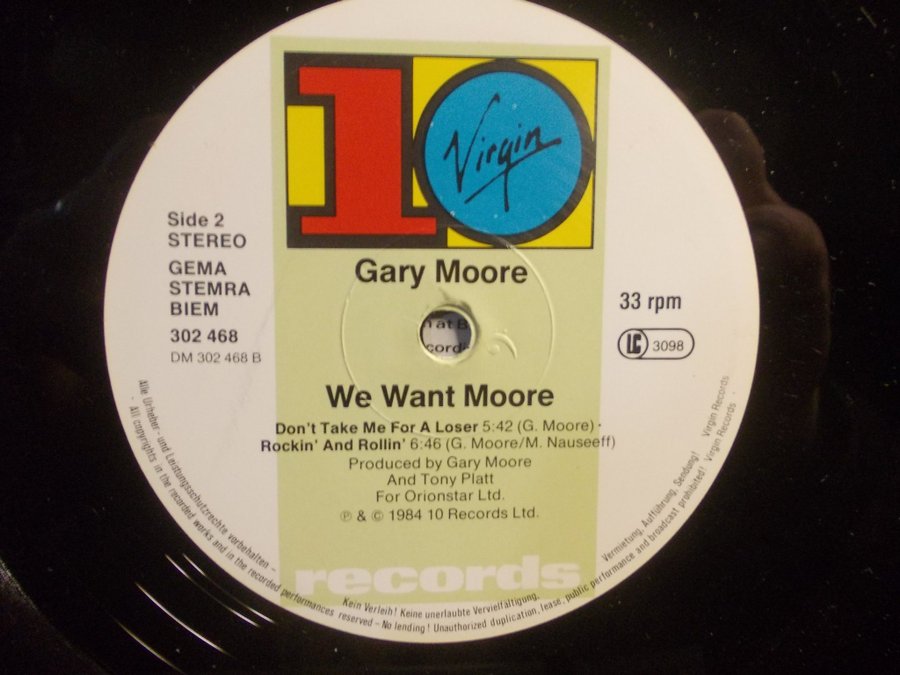 10
Virgin
Side 2
STEREO
GEMA
STEMRA
BIEM
302 468
DM 302 468 B
Gary Moore
33 rpm
LC 3098
n at B
cord
We Want Moore
Don't Take Me For A Loser 5:42 (G. Moore) ·
Rockin' And Rollin' 6:46 (G. Moore/M. Nauseeff)
Produced by Gary Moore
And Tony Platt
For Orionstar Ltd.
℗ & © 1984 10 Records Ltd.
records
Alle Urheber- und Leistungsschutzrechte vorbehalten – Kein Verleih! Keine unerlaubte Vervielfältigung, Vermietung, Aufführung, Sendung! Virgin Records
· All copyrights in the recorded works and in the recorded performances reserved – No lending! Unauthorized duplication, lease, public performance and broadcast prohibited! Virgin Records ·